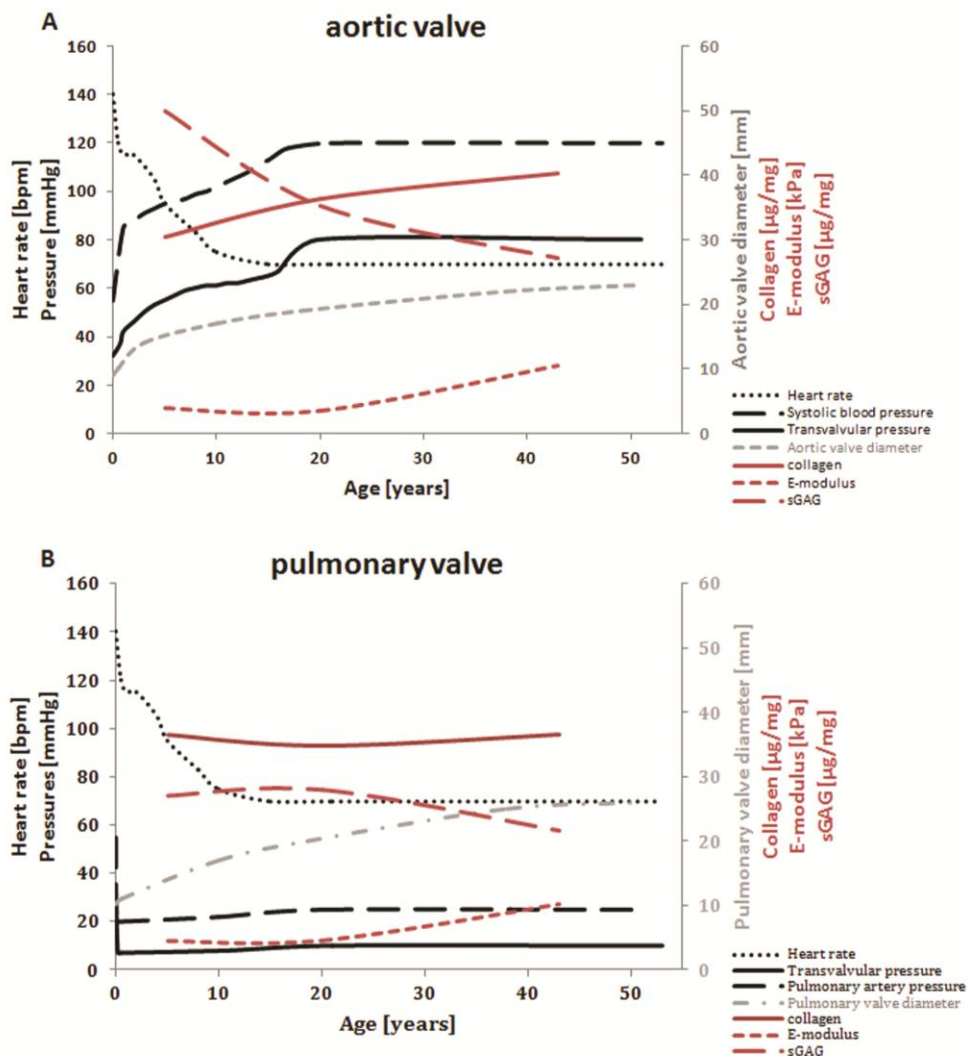 A
aortic valve
160
140
120
100
80
60
40
20
0
Heart rate [bpm]
Pressure [mmHg]
0
10
20
30
40
50
Age [years]
60
50
40
30
20
10
0
Aortic valve diameter [mm]
Collagen [µg/mg]
E-modulus [kPa]
sGAG [µg/mg]
Heart rate
Systolic blood pressure
Transvalvular pressure
Aortic valve diameter
collagen
E-modulus
sGAG
B
pulmonary valve
160
140
120
100
80
60
40
20
0
Heart rate [bpm]
Pressures [mmHg]
0
10
20
30
40
50
Age [years]
60
50
40
30
20
10
0
Pulmonary valve diameter [mm]
Collagen [µg/mg]
E-modulus [kPa]
sGAG [µg/mg]
Heart rate
Transvalvular pressure
Pulmonary artery pressure
Pulmonary valve diameter
collagen
E-modulus
sGAG